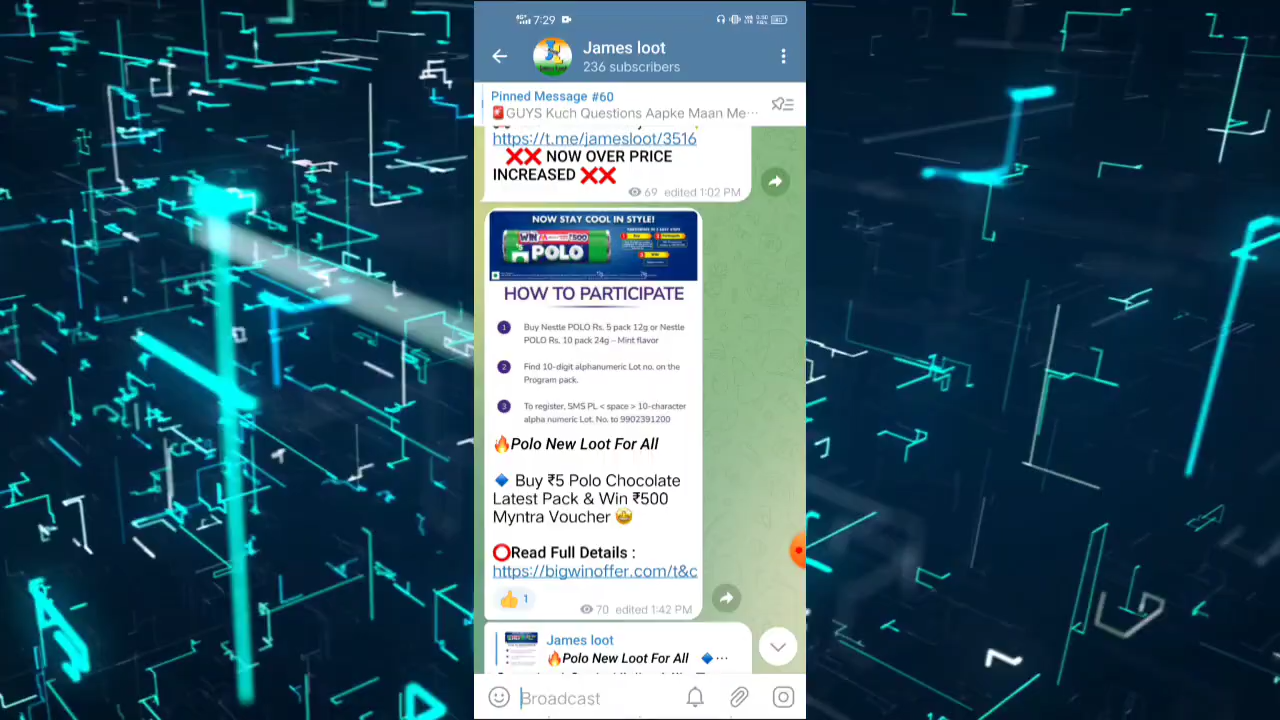 7:29
James loot
236 subscribers
Pinned Message #60
🚨GUYS Kuch Questions Aapke Maan Me···
https://t.me/jamesloot/3516
❌❌ NOW OVER PRICE
INCREASED ❌❌
69 edited 1:02 PM
NOW STAY COOL IN STYLE!
WIN ₹500
POLO
HOW TO PARTICIPATE
1 Buy Nestle POLO Rs. 5 pack 12g or Nestle
POLO Rs. 10 pack 24g – Mint flavor
2 Find 10-digit alphanumeric Lot no. on the
Program pack.
3 To register, SMS PL < space > 10-character
alpha numeric Lot. No. to 9902391200
🔥Polo New Loot For All
🔷 Buy ₹5 Polo Chocolate
Latest Pack & Win ₹500
Myntra Voucher 🤩
⭕Read Full Details :
https://bigwinoffer.com/t&c
👍 1
70 edited 1:42 PM
James loot
🔥Polo New Loot For All 🔷···
Broadcast